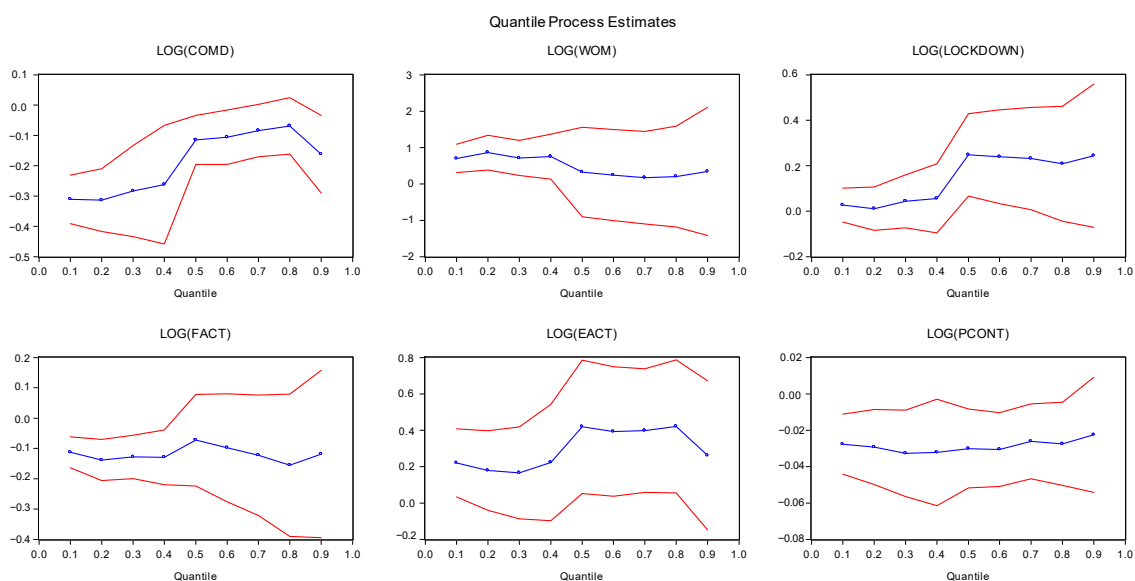 Quantile Process Estimates
LOG(COMD) LOG(WOM) LOG(LOCKDOWN)
0.1 3 0.6
0.0 2 0.4
−0.1 1 0.2
−0.2 0 0.0
−0.3 −1 −0.2
−0.4 −2
−0.5
0.0 0.1 0.2 0.3 0.4 0.5 0.6 0.7 0.8 0.9 1.0 0.0 0.1 0.2 0.3 0.4 0.5 0.6 0.7 0.8 0.9 1.0 0.0 0.1 0.2 0.3 0.4 0.5 0.6 0.7 0.8 0.9 1.0
Quantile Quantile Quantile
LOG(FACT) LOG(EACT) LOG(PCONT)
0.2 0.8 0.02
0.1 0.6 0.00
0.0 0.4 −0.02
−0.1 0.2 −0.04
−0.2 0.0 −0.06
−0.3 −0.2 −0.08
−0.4
0.0 0.1 0.2 0.3 0.4 0.5 0.6 0.7 0.8 0.9 1.0 0.0 0.1 0.2 0.3 0.4 0.5 0.6 0.7 0.8 0.9 1.0 0.0 0.1 0.2 0.3 0.4 0.5 0.6 0.7 0.8 0.9 1.0
Quantile Quantile Quantile